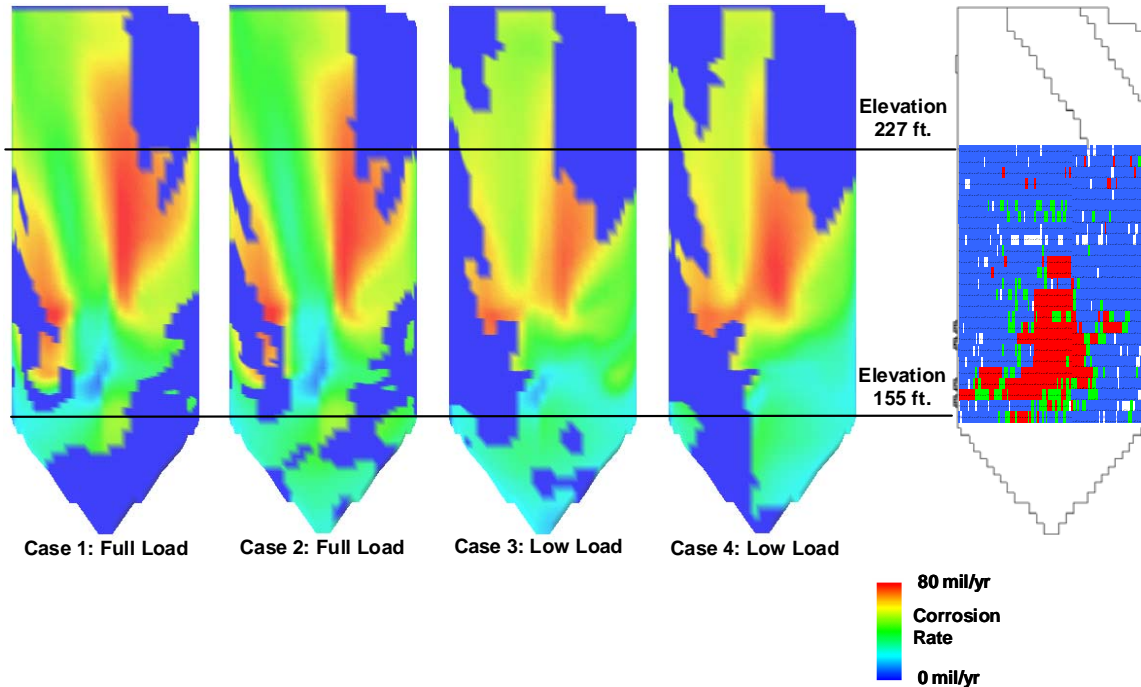 Elevation
227 ft.
Elevation
155 ft.
Case 1: Full Load
Case 2: Full Load
Case 3: Low Load
Case 4: Low Load
80 mil/yr
Corrosion
Rate
0 mil/yr